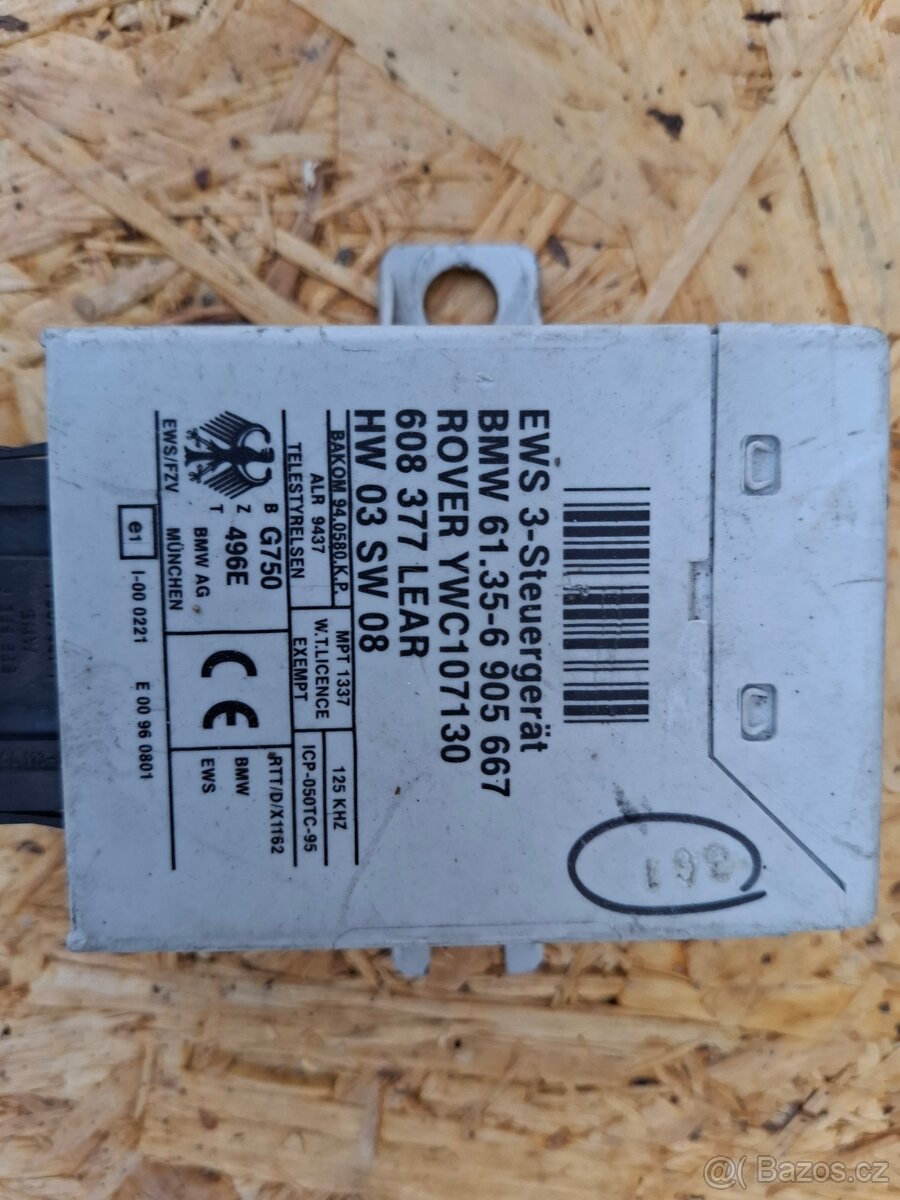 EWS 3-Steuergerät
BMW 61.35-6 905 667
ROVER YWC107130
608 377 LEAR
HW 03 SW 08
BAKOM 94.0580.K.P.
ALR 9437
TELESTYRELSEN
MPT 1337
W.T.LICENCE
EXEMPT
125 KHZ
ICP-050TC-95
B G750
Z 496E
T BMW AG
EWS/FZV MÜNCHEN
CE
RTT/D/X1162
BMW
EWS
e1 I-00 0221 E 00 96 0801
@ Bazos.cz